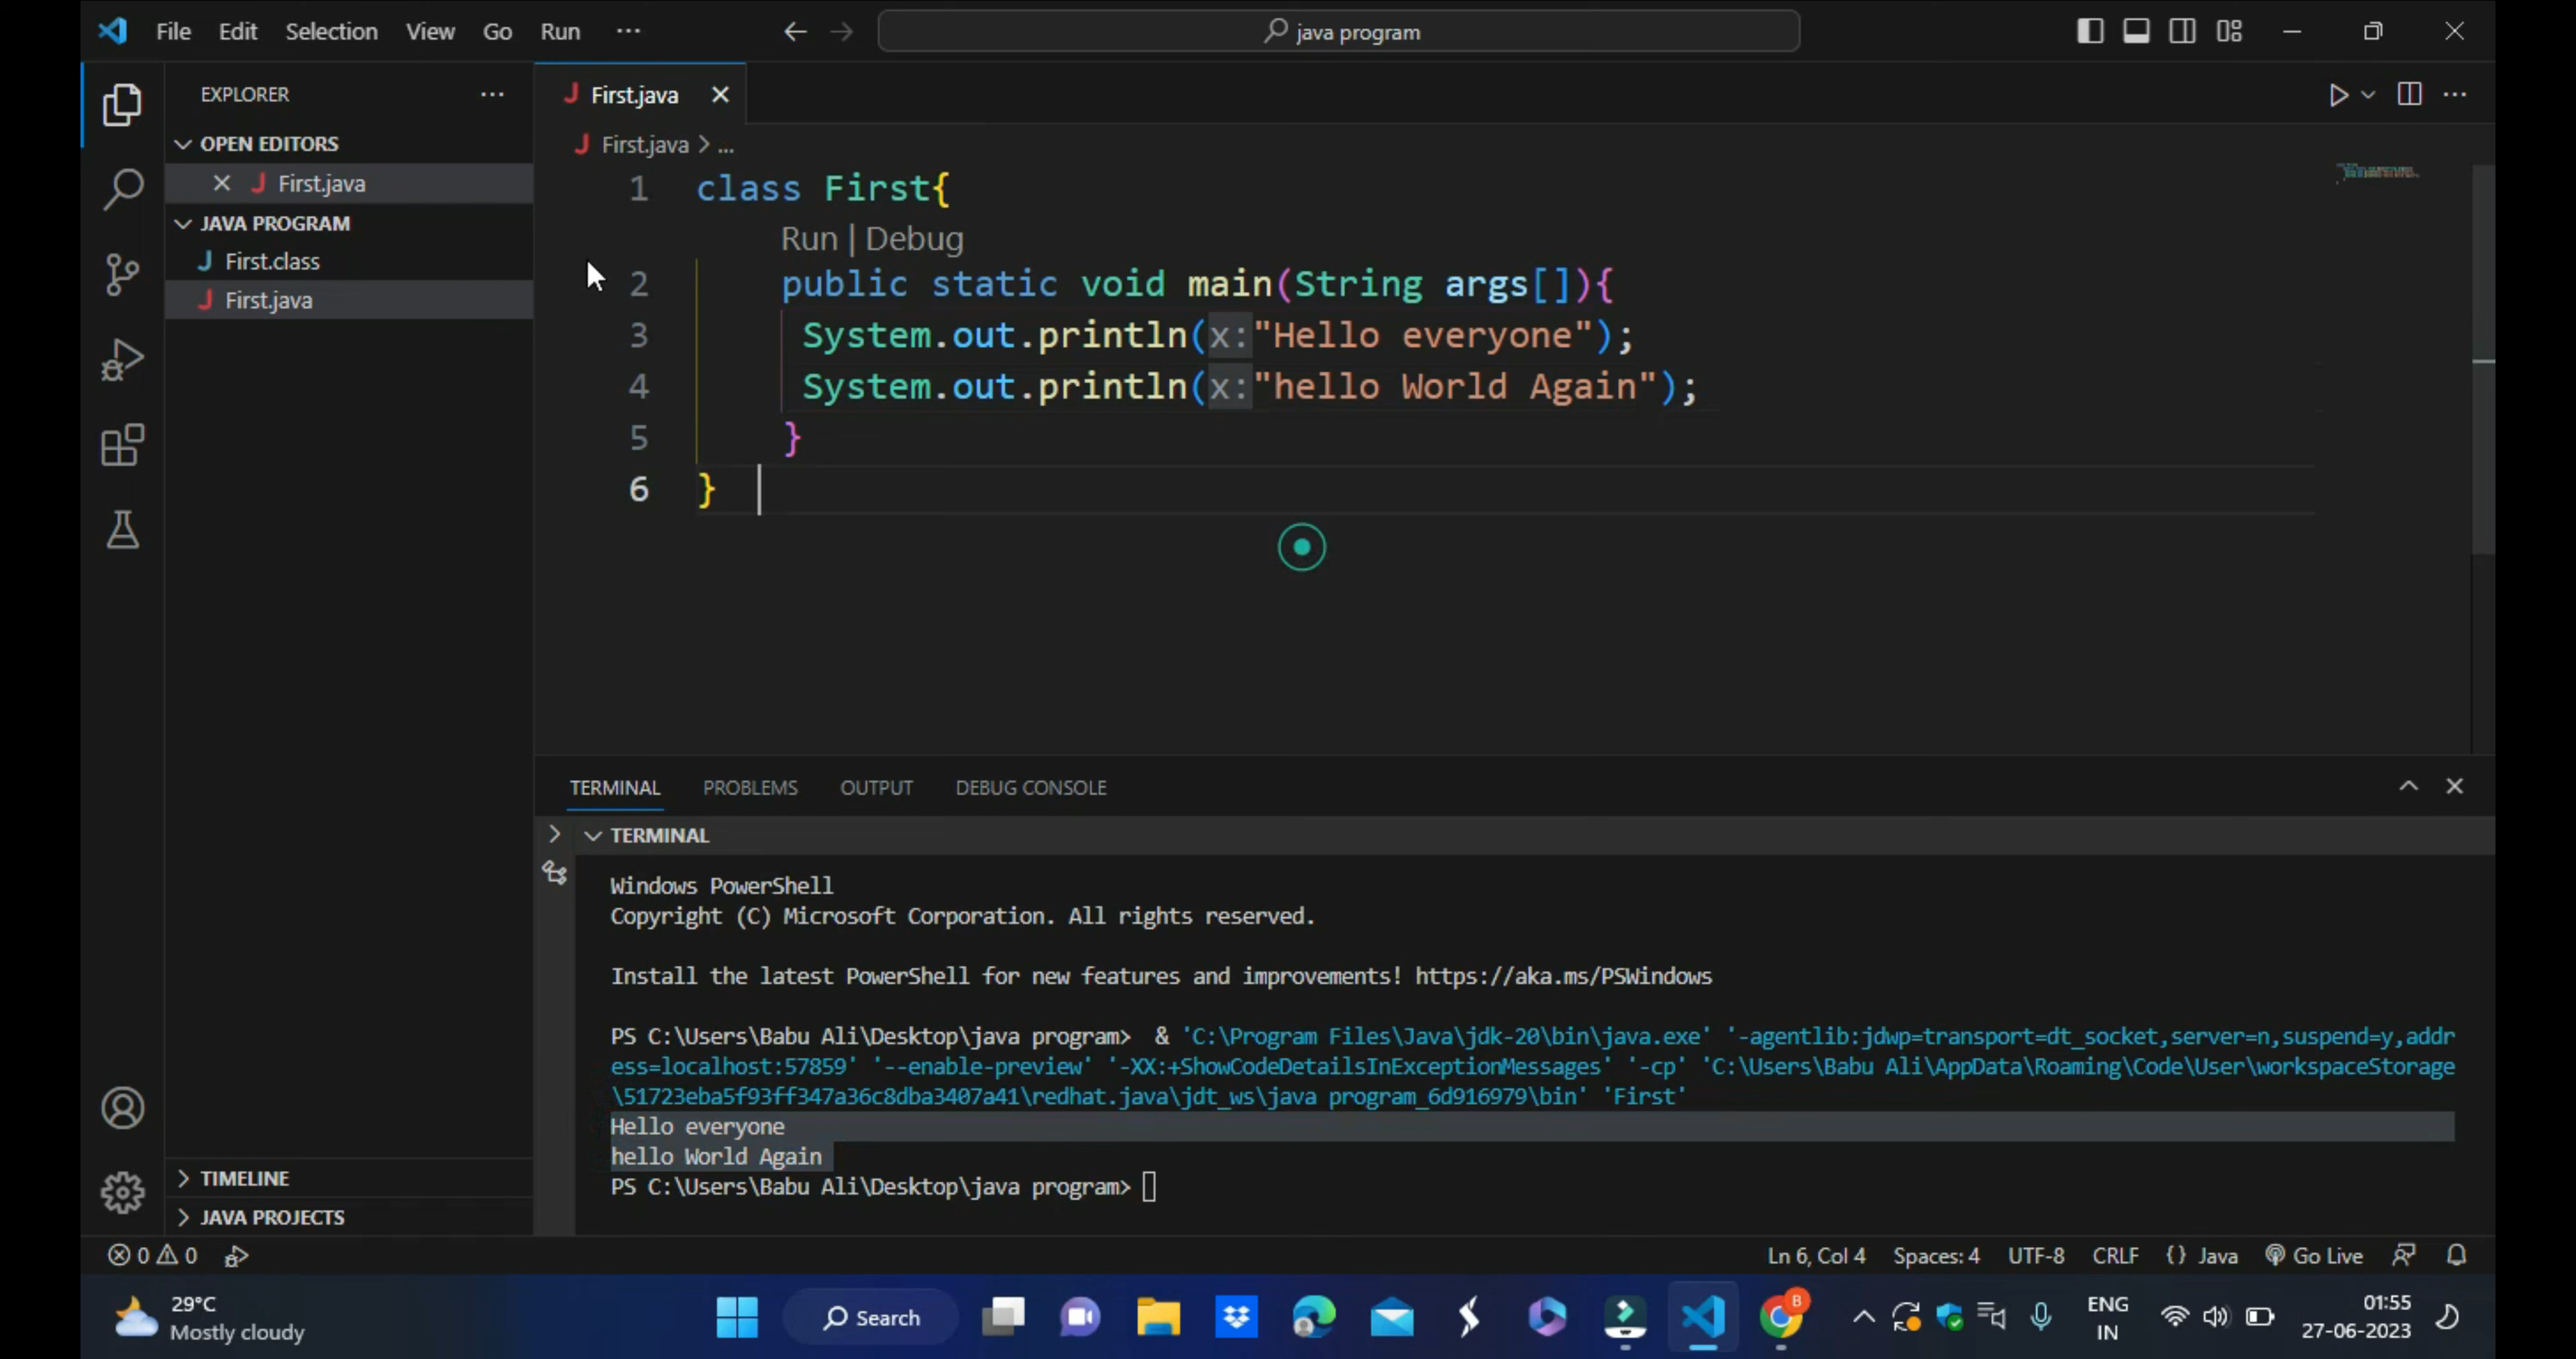 File Edit Selection View Go Run ···
java program
EXPLORER ···
OPEN EDITORS
First.java
JAVA PROGRAM
First.class
First.java
TIMELINE
JAVA PROJECTS
First.java
First.java > ...
1 class First{
Run | Debug
2 public static void main(String args[]){
3 System.out.println(x:"Hello everyone");
4 System.out.println(x:"hello World Again");
5 }
6 }
TERMINAL PROBLEMS OUTPUT DEBUG CONSOLE
TERMINAL
Windows PowerShell
Copyright (C) Microsoft Corporation. All rights reserved.
Install the latest PowerShell for new features and improvements! https://aka.ms/PSWindows
PS C:\Users\Babu Ali\Desktop\java program>  & 'C:\Program Files\Java\jdk-20\bin\java.exe' '-agentlib:jdwp=transport=dt_socket,server=n,suspend=y,addr
ess=localhost:57859' '--enable-preview' '-XX:+ShowCodeDetailsInExceptionMessages' '-cp' 'C:\Users\Babu Ali\AppData\Roaming\Code\User\workspaceStorage
\51723eba5f93ff347a36c8dba3407a41\redhat.java\jdt_ws\java program_6d916979\bin' 'First'
Hello everyone
hello World Again
PS C:\Users\Babu Ali\Desktop\java program>
0 0
Ln 6, Col 4 Spaces: 4 UTF-8 CRLF {} Java Go Live
29°C
Mostly cloudy
Search
B
ENG
IN
01:55
27-06-2023